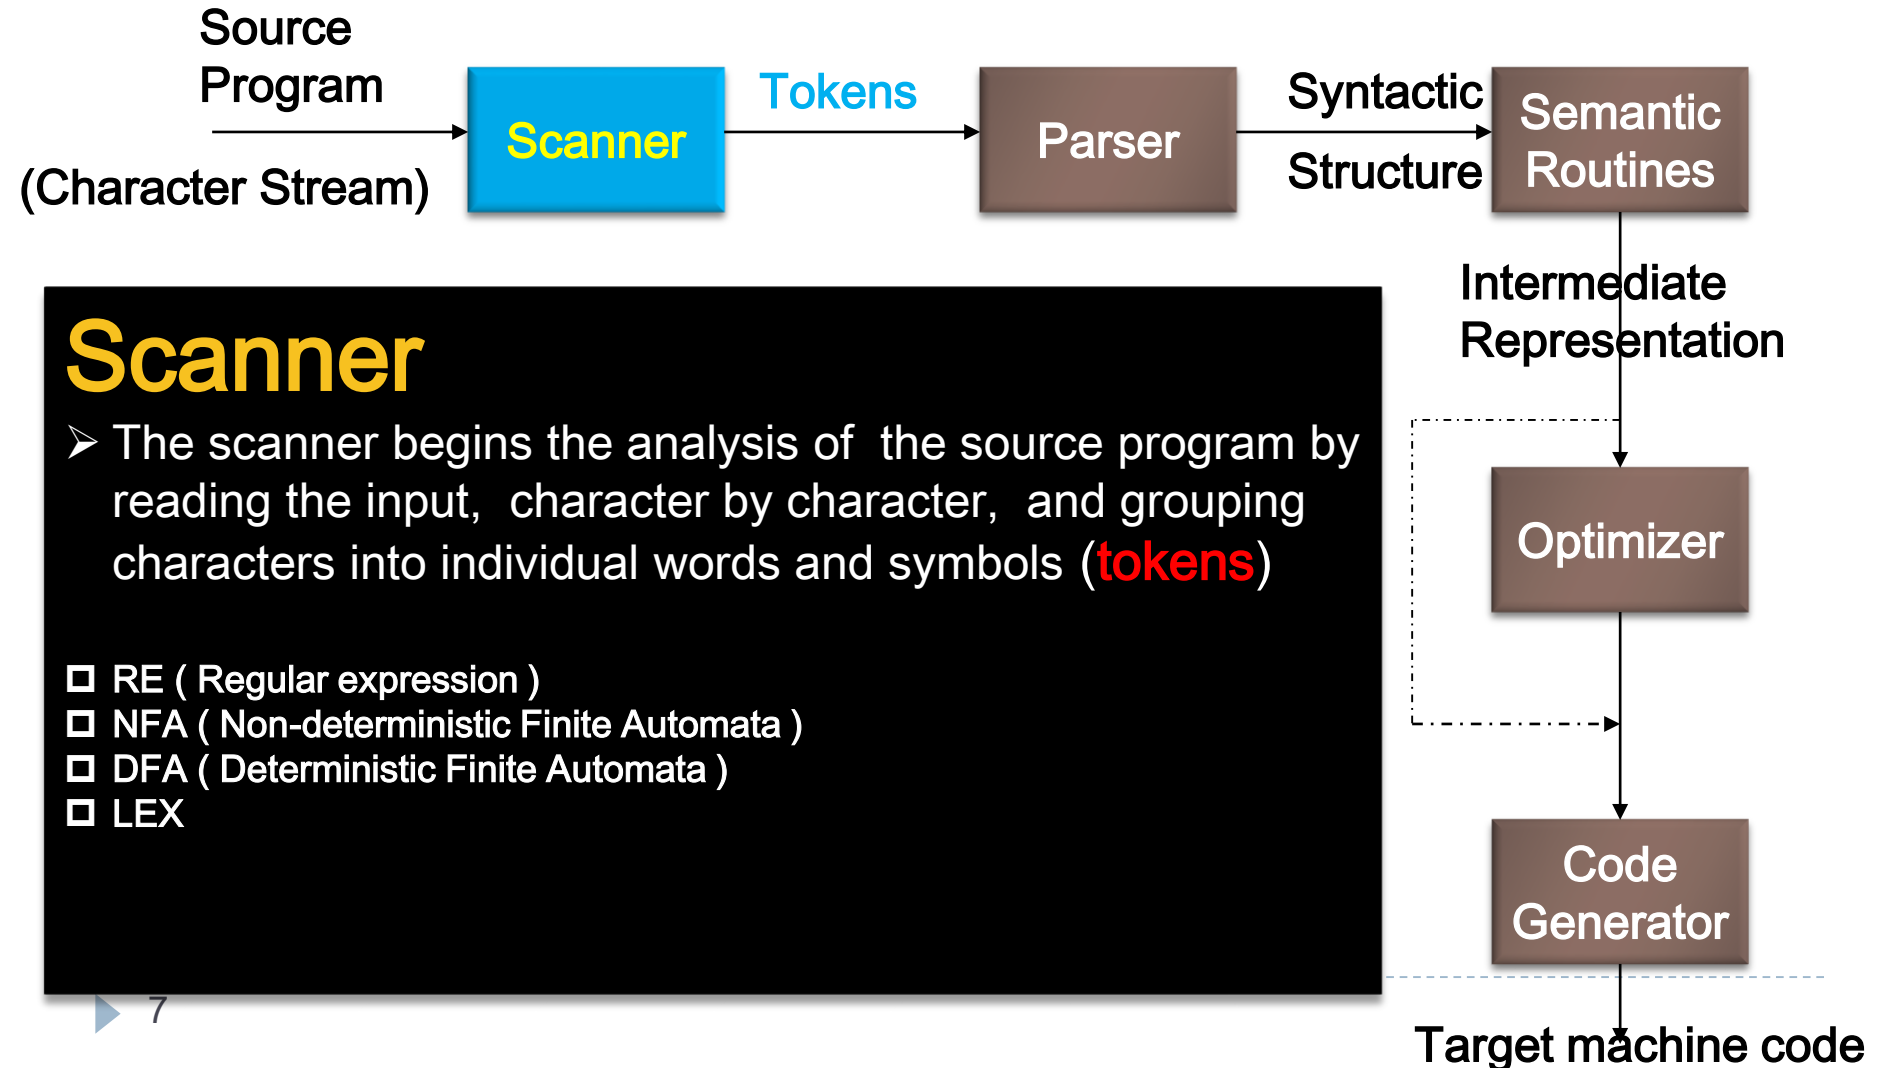 Source
Program
(Character Stream)
Scanner
Tokens
Parser
Syntactic
Structure
Semantic
Routines
Intermediate
Representation
Scanner
➢ The scanner begins the analysis of the source program by
reading the input, character by character, and grouping
characters into individual words and symbols (tokens)
❑ RE ( Regular expression )
❑ NFA ( Non-deterministic Finite Automata )
❑ DFA ( Deterministic Finite Automata )
❑ LEX
Optimizer
Code
Generator
7
Target machine code